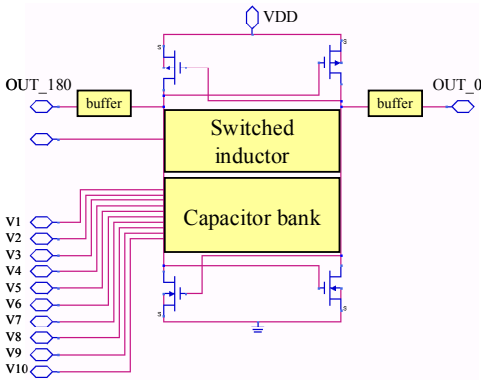 VDD
s
s
OUT_180
OUT_0
buffer
buffer
Switched
inductor
Capacitor bank
V1
V2
V3
V4
V5
V6
V7
V8
V9
V10
s
s